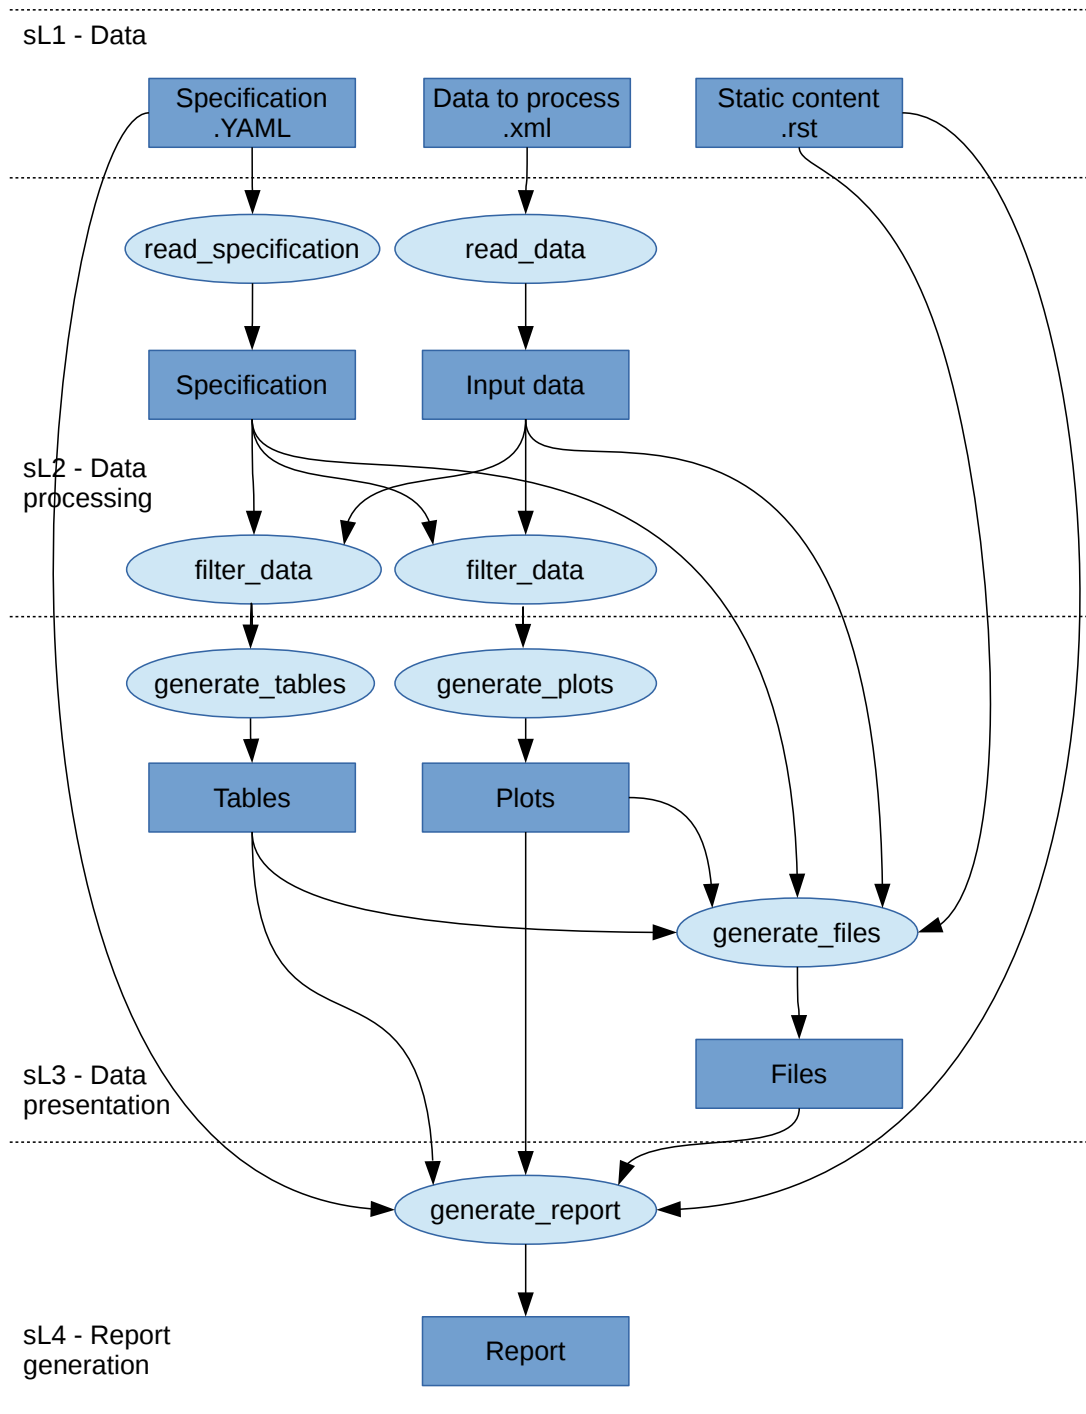 sL1 - Data
Specification
.YAML
Data to process
.xml
Static content
.rst
read_specification
read_data
Specification
Input data
sL2 - Data
processing
filter_data
filter_data
generate_tables
generate_plots
Tables
Plots
generate_files
Files
sL3 - Data
presentation
generate_report
sL4 - Report
generation
Report